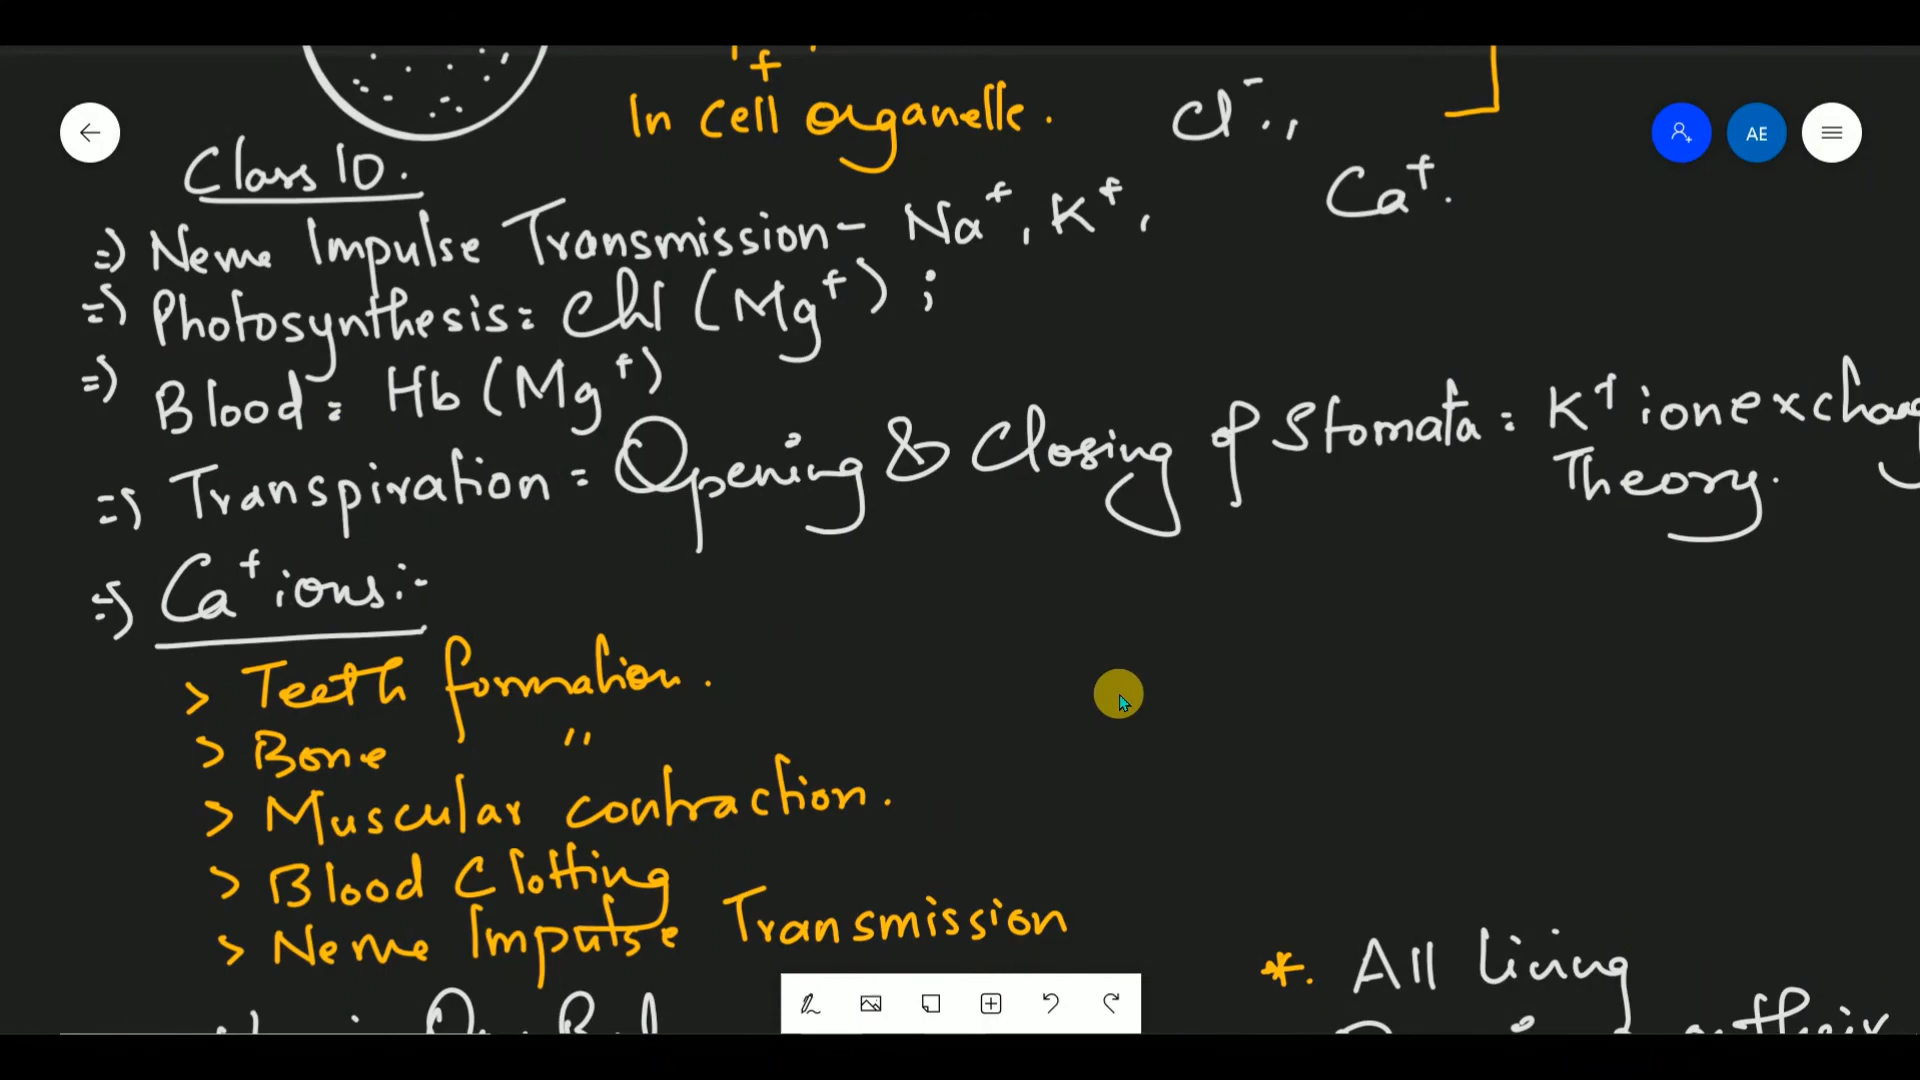 In cell organelle.
Cl⁻.,
Ca⁺.
Class 10.
=> Nerve Impulse Transmission - Na⁺, K⁺,
=> Photosynthesis = Chl (Mg⁺) ;
=> Blood = Hb (Mg⁺)
=> Transpiration = Opening & Closing of Stomata = K⁺ ion exchang
Theory.
=> Ca⁺ ions :-
> Teeth formation.
> Bone "
> Muscular contraction.
> Blood Clotting
> Nerve Impulse Transmission
*. All living
AE